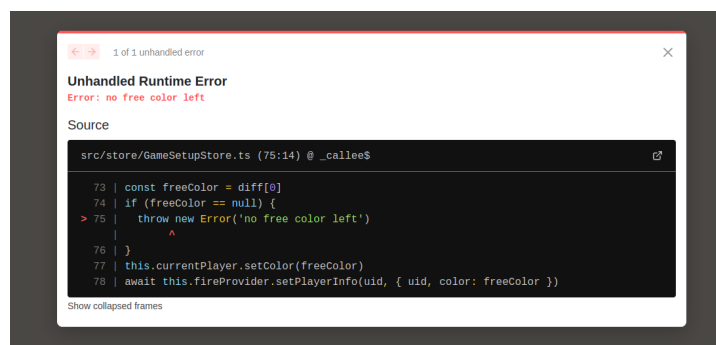 1 of 1 unhandled error
Unhandled Runtime Error
Error: no free color left
Source
src/store/GameSetupStore.ts (75:14) @ _callee$
73 | const freeColor = diff[0]
74 | if (freeColor == null) {
> 75 |   throw new Error('no free color left')
|        ^
76 | }
77 | this.currentPlayer.setColor(freeColor)
78 | await this.fireProvider.setPlayerInfo(uid, { uid, color: freeColor })
Show collapsed frames